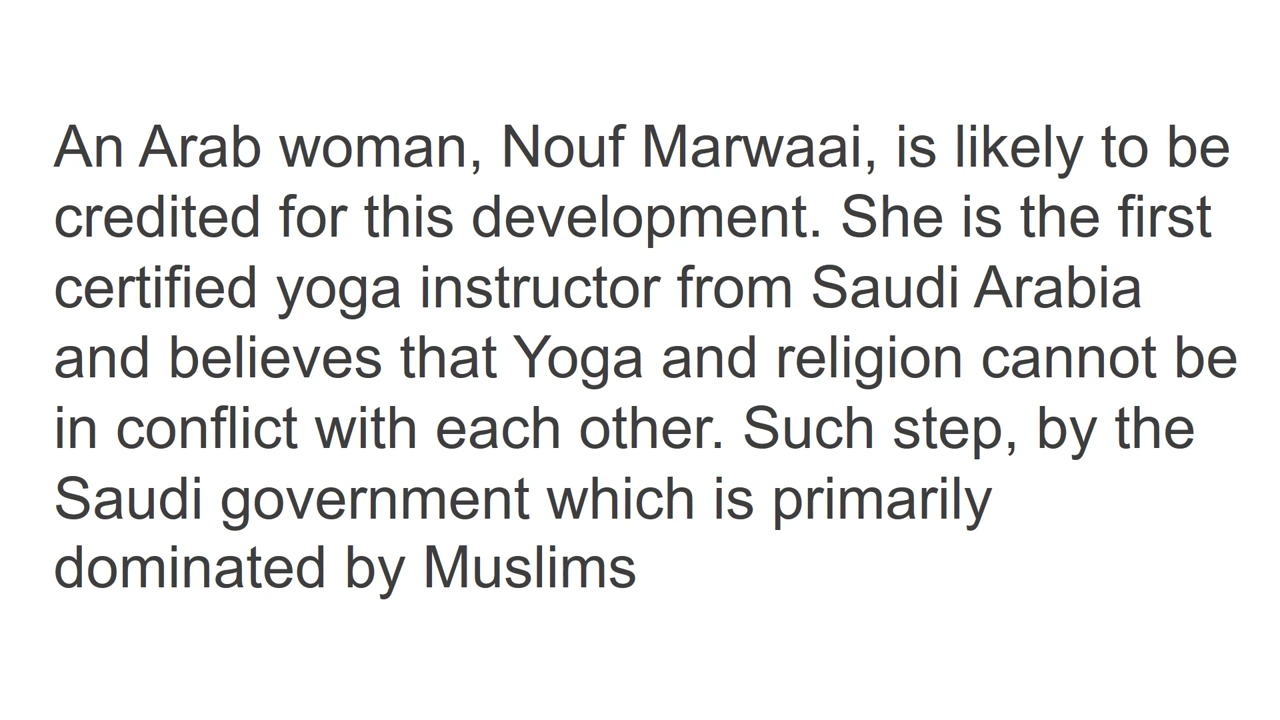 An Arab woman, Nouf Marwaai, is likely to be
credited for this development. She is the first
certified yoga instructor from Saudi Arabia
and believes that Yoga and religion cannot be
in conflict with each other. Such step, by the
Saudi government which is primarily
dominated by Muslims